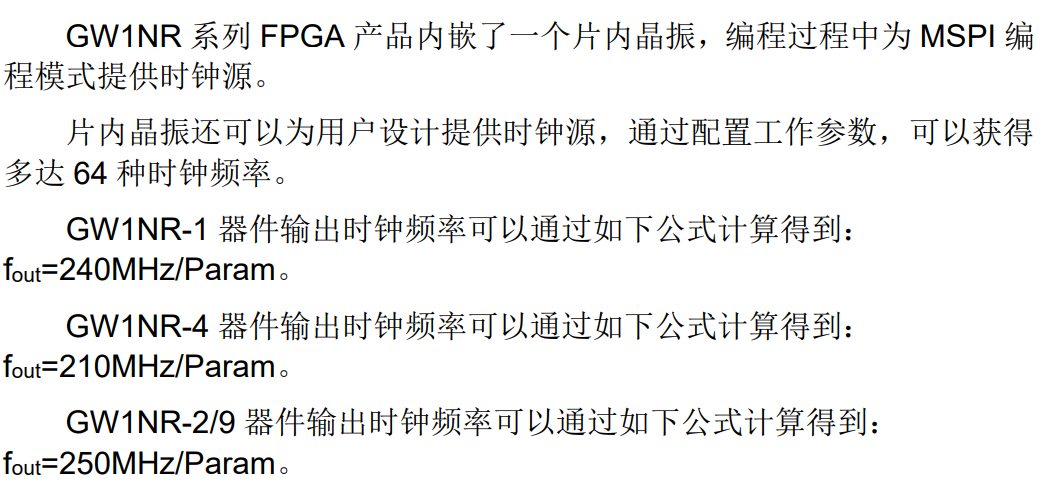 GW1NR 系列 FPGA 产品内嵌了一个片内晶振，编程过程中为 MSPI 编
程模式提供时钟源。
片内晶振还可以为用户设计提供时钟源，通过配置工作参数，可以获得
多达 64 种时钟频率。
GW1NR-1 器件输出时钟频率可以通过如下公式计算得到：
fout=240MHz/Param。
GW1NR-4 器件输出时钟频率可以通过如下公式计算得到：
fout=210MHz/Param。
GW1NR-2/9 器件输出时钟频率可以通过如下公式计算得到：
fout=250MHz/Param。